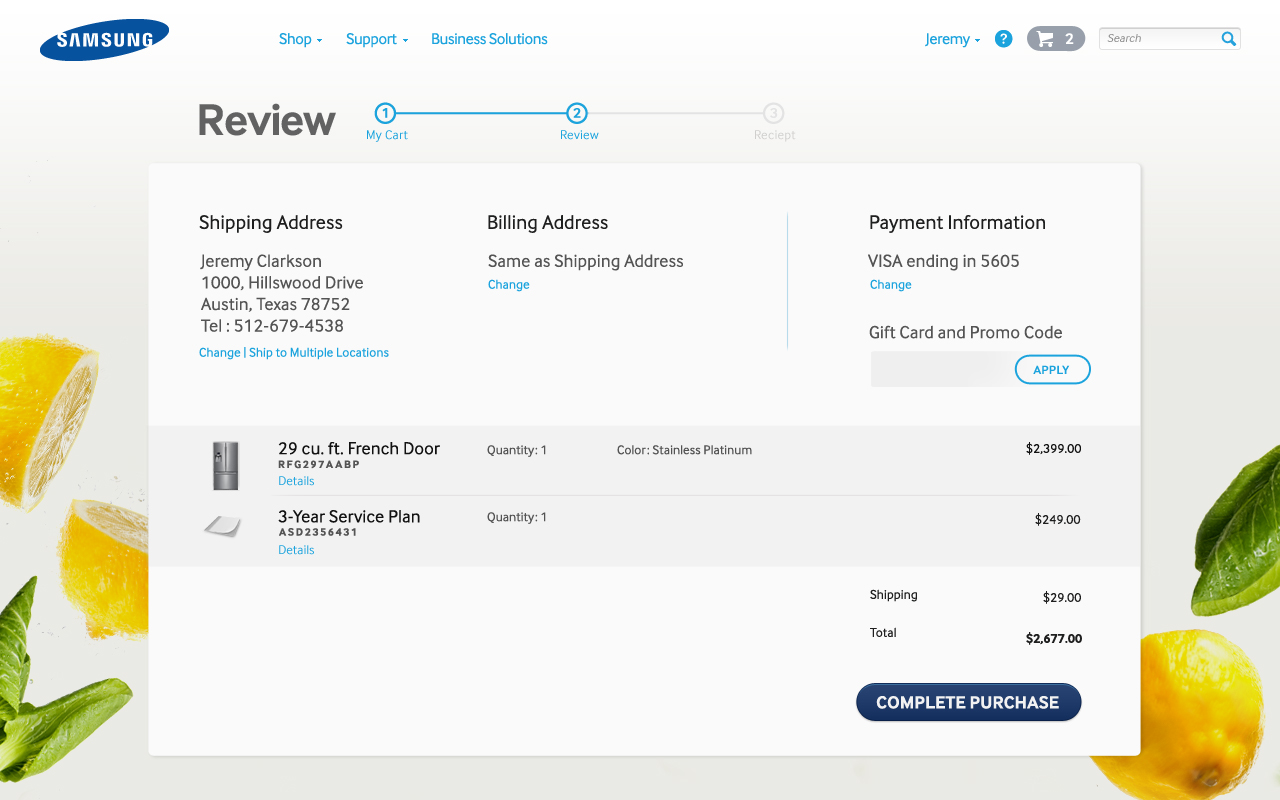 SAMSUNG
Shop
Support
Business Solutions
Jeremy
?
2
Search
Review
1
2
3
My Cart
Review
Reciept
Shipping Address
Jeremy Clarkson
1000, Hillswood Drive
Austin, Texas 78752
Tel : 512-679-4538
Change | Ship to Multiple Locations
Billing Address
Same as Shipping Address
Change
Payment Information
VISA ending in 5605
Change
Gift Card and Promo Code
APPLY
29 cu. ft. French Door
RFG297AABP
Details
Quantity: 1
Color: Stainless Platinum
$2,399.00
3-Year Service Plan
ASD2356431
Details
Quantity: 1
$249.00
Shipping
$29.00
Total
$2,677.00
COMPLETE PURCHASE